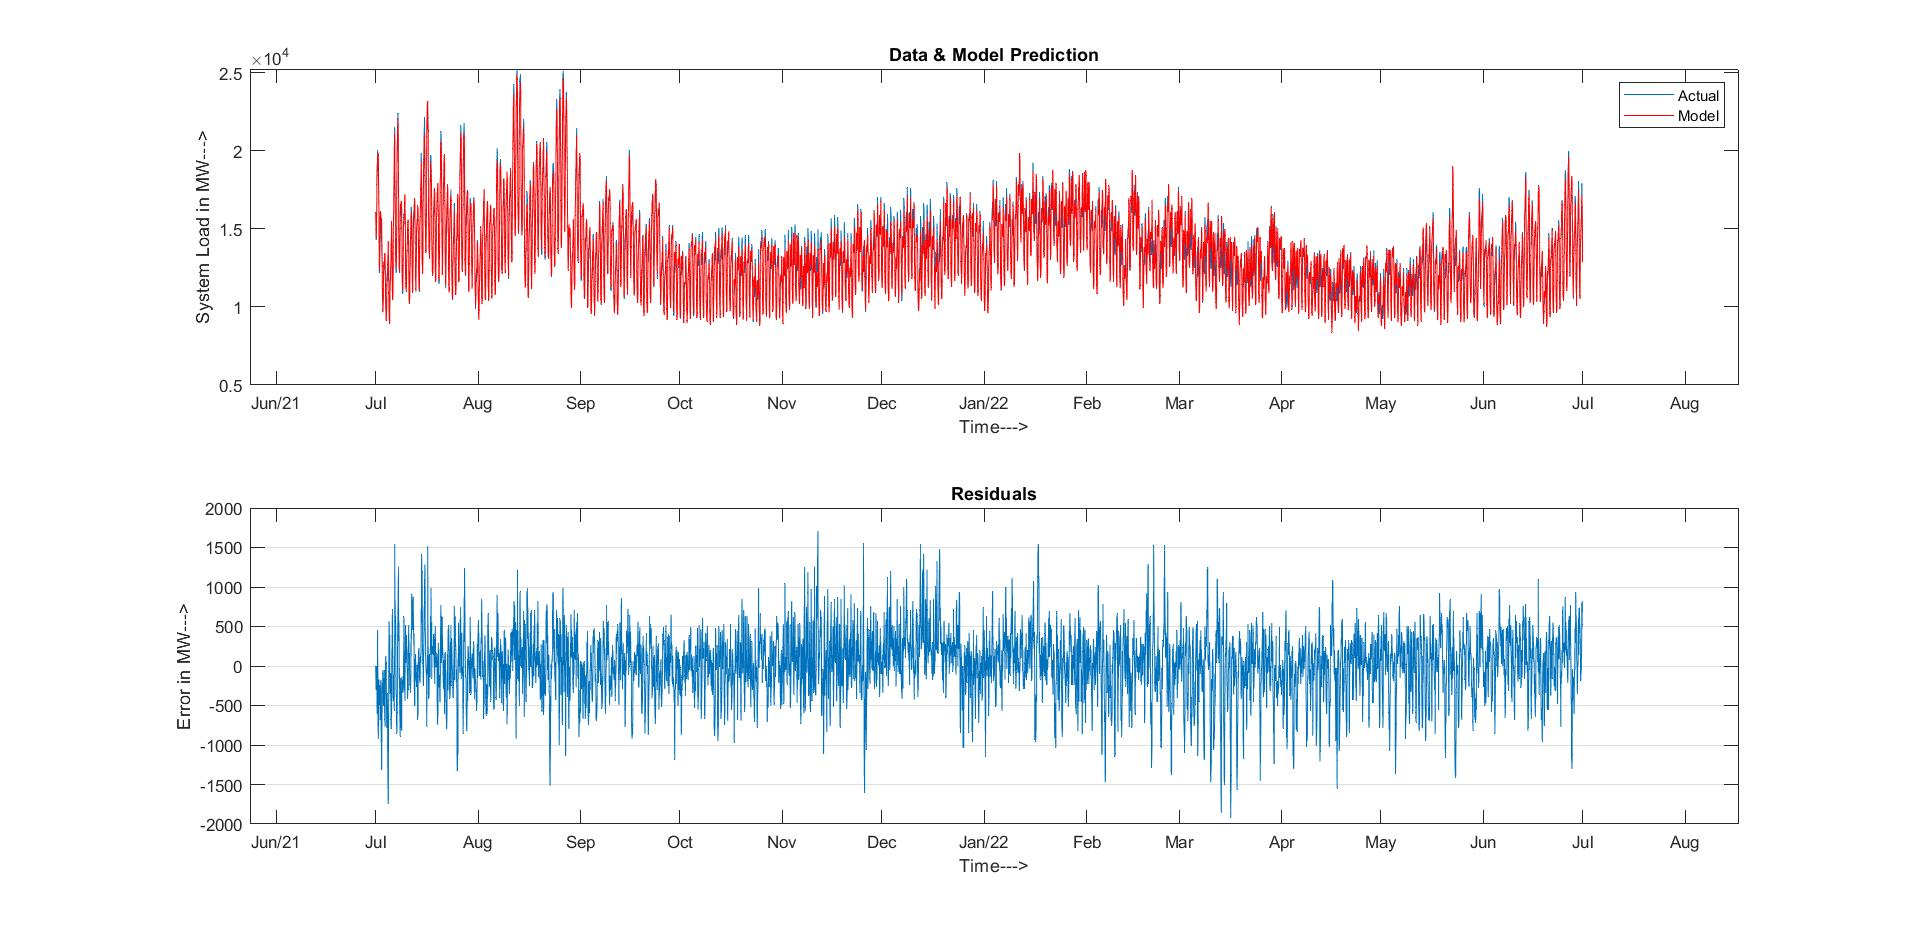 Data & Model Prediction
×10^4
2.5
2
1.5
1
0.5
System Load in MW--->
Actual
Model
Jun/21 Jul Aug Sep Oct Nov Dec Jan/22 Feb Mar Apr May Jun Jul Aug
Time--->
Residuals
2000
1500
1000
500
0
-500
-1000
-1500
-2000
Error in MW--->
Jun/21 Jul Aug Sep Oct Nov Dec Jan/22 Feb Mar Apr May Jun Jul Aug
Time--->